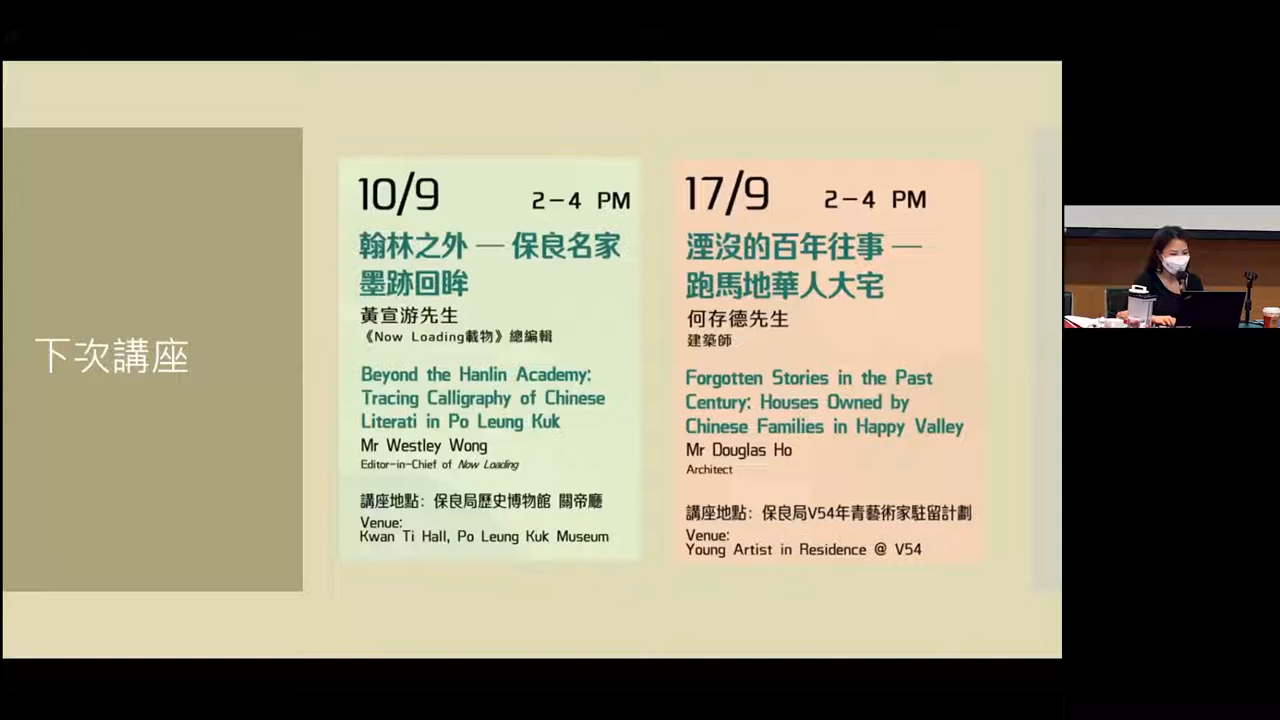 下次講座
10/9 2-4 PM
翰林之外 — 保良名家
墨跡回眸
黃宣游先生
《Now Loading載物》總編輯
Beyond the Hanlin Academy:
Tracing Calligraphy of Chinese
Literati in Po Leung Kuk
Mr Westley Wong
Editor-in-Chief of Now Loading
講座地點: 保良局歷史博物館 關帝廳
Venue:
Kwan Ti Hall, Po Leung Kuk Museum
17/9 2-4 PM
湮沒的百年往事 —
跑馬地華人大宅
何存德先生
建築師
Forgotten Stories in the Past
Century: Houses Owned by
Chinese Families in Happy Valley
Mr Douglas Ho
Architect
講座地點: 保良局V54年青藝術家駐留計劃
Venue:
Young Artist in Residence @ V54